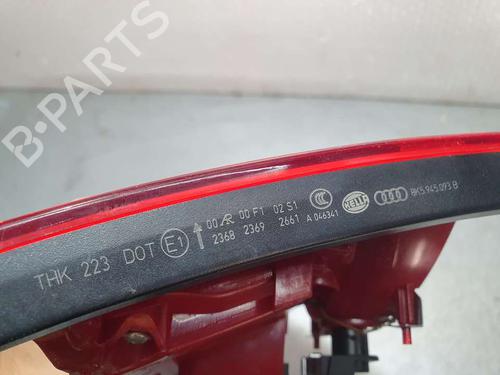 B-PARTS
THK 223 DOT E1 00 AR 00 F1 02 S1 CCC HELLA 8K5.945.093 B
2368 2369 2661 A 046341